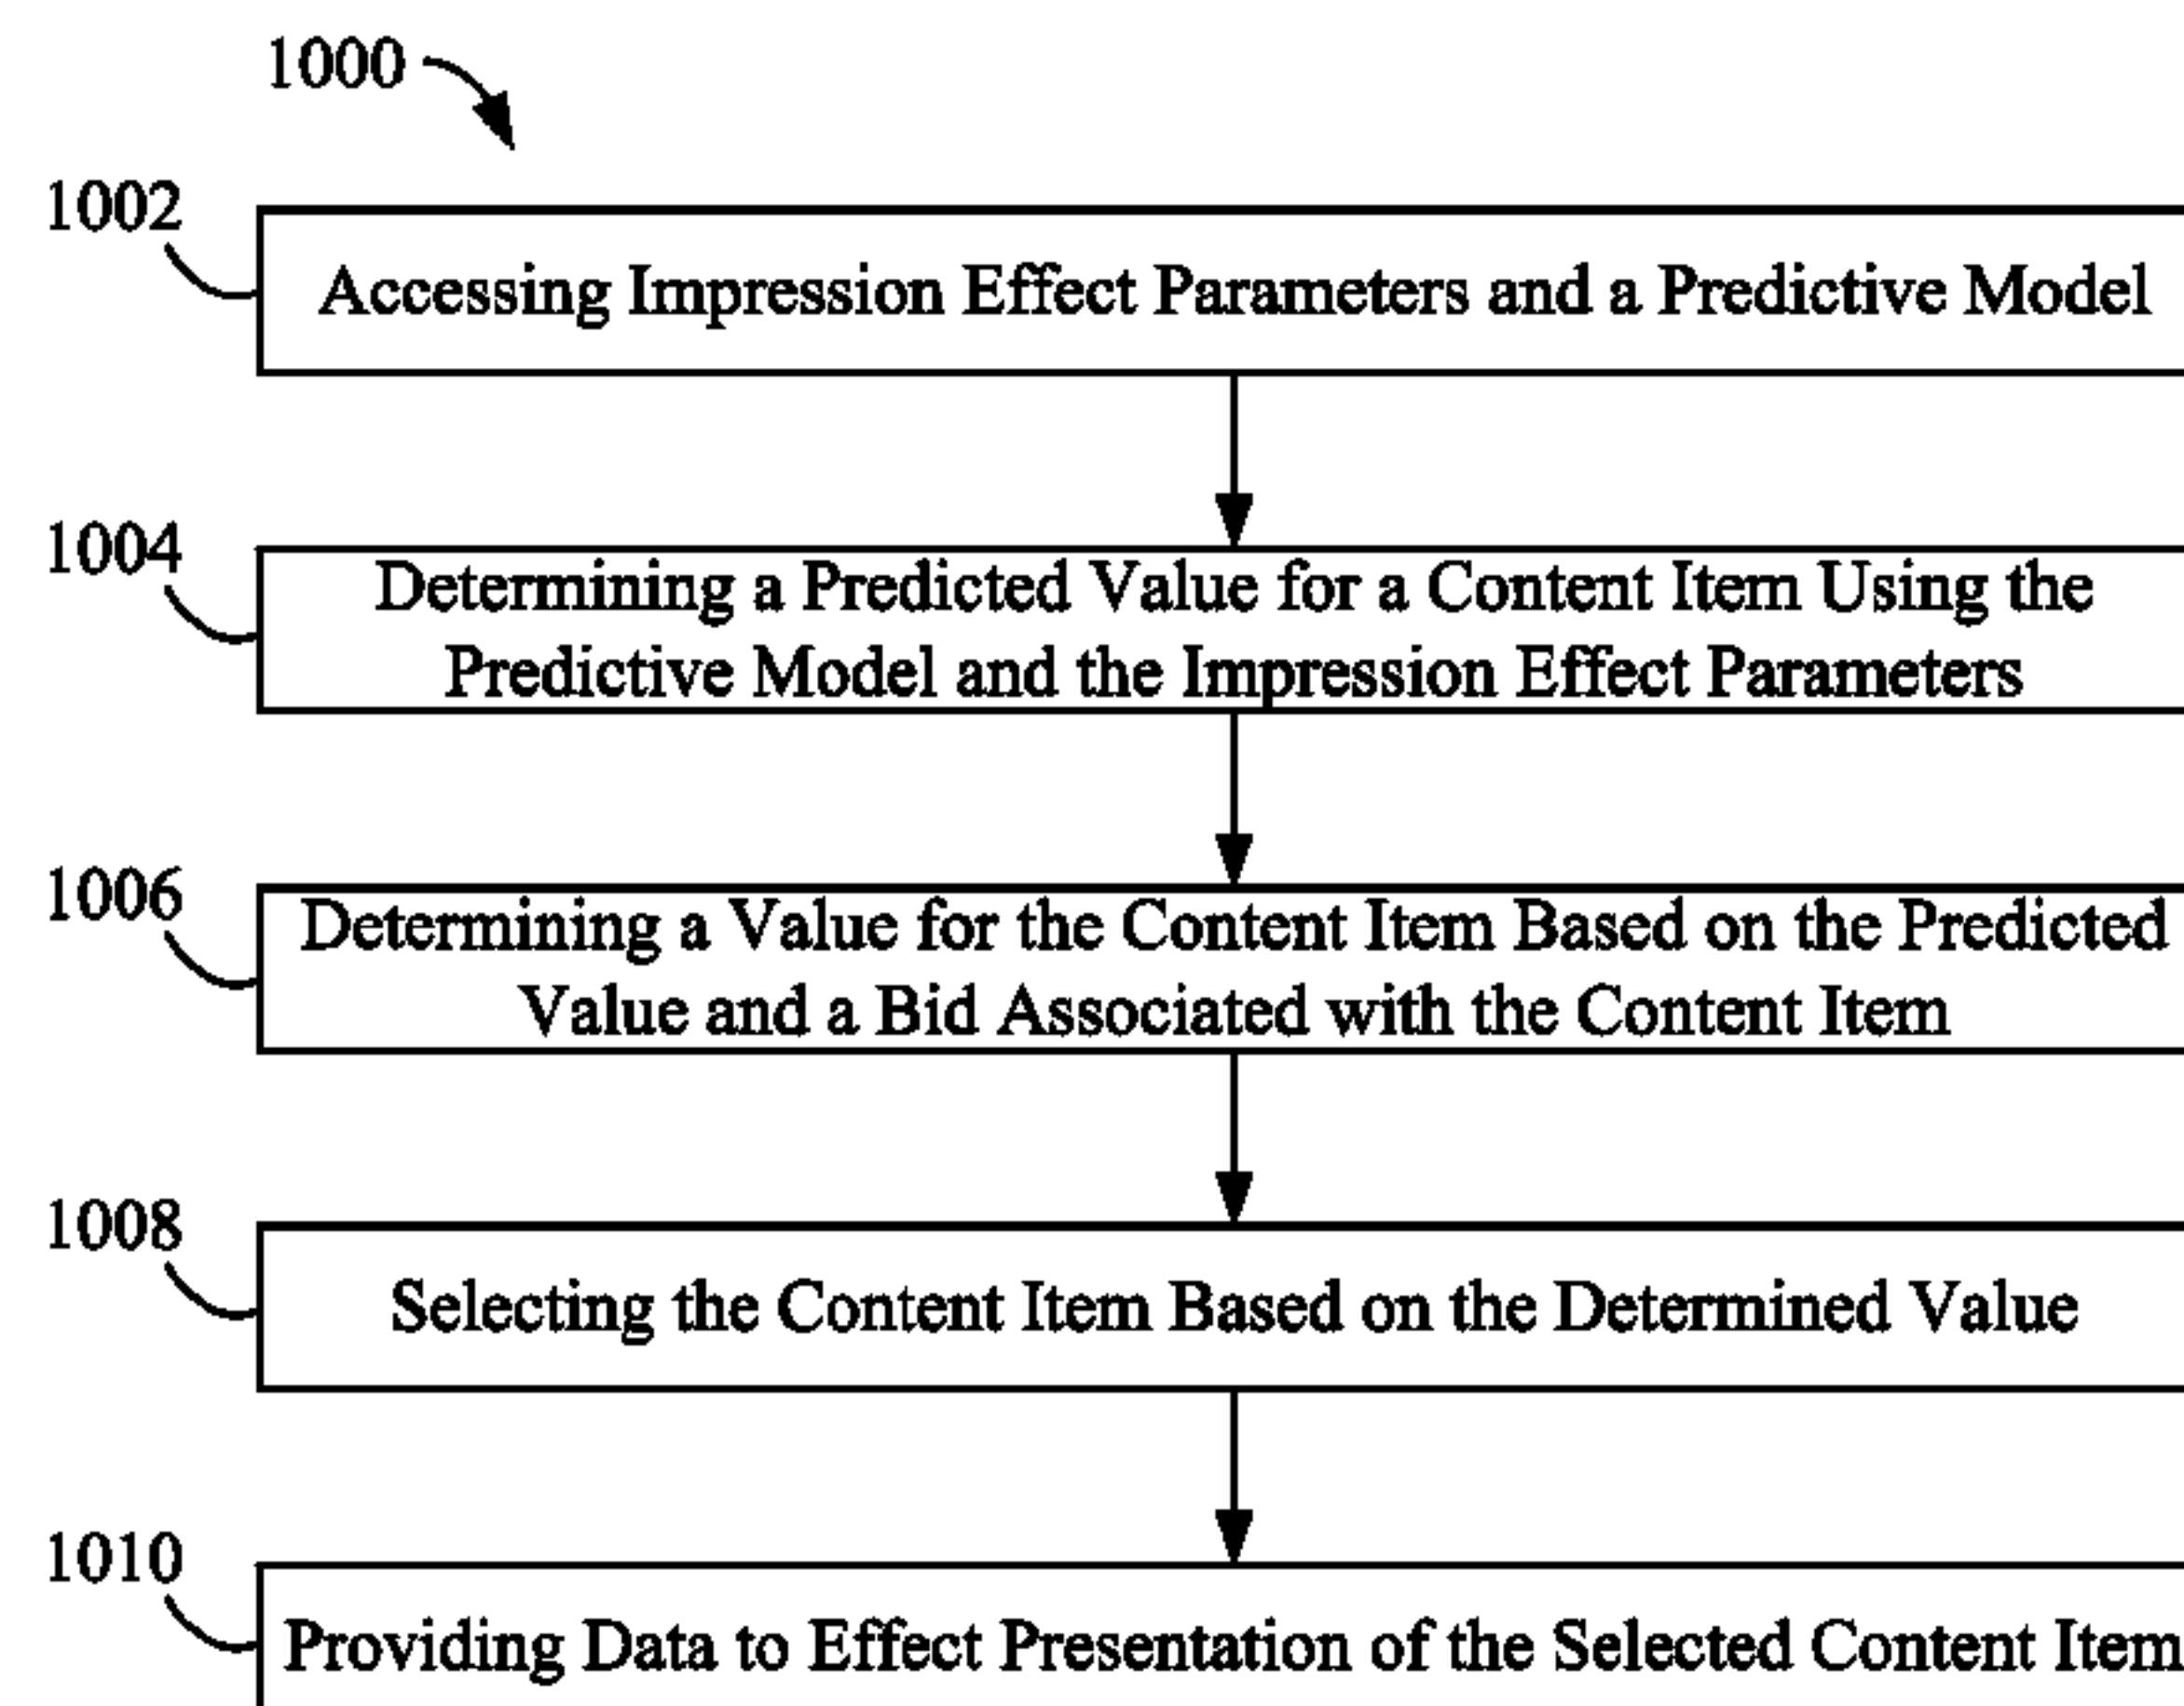 1000
1002
Accessing Impression Effect Parameters and a Predictive Model
1004
Determining a Predicted Value for a Content Item Using the
Predictive Model and the Impression Effect Parameters
1006
Determining a Value for the Content Item Based on the Predicted
Value and a Bid Associated with the Content Item
1008
Selecting the Content Item Based on the Determined Value
1010
Providing Data to Effect Presentation of the Selected Content Item